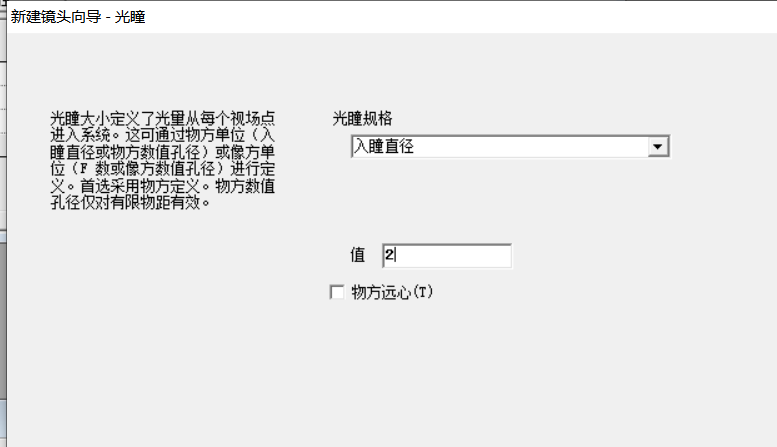 新建镜头向导 - 光瞳
光瞳大小定义了光量从每个视场点
进入系统。这可通过物方单位（入
瞳直径或物方数值孔径）或像方单
位（F 数或像方数值孔径）进行定
义。首选采用物方定义。物方数值
孔径仅对有限物距有效。
光瞳规格
入瞳直径
值 2
物方远心(T)